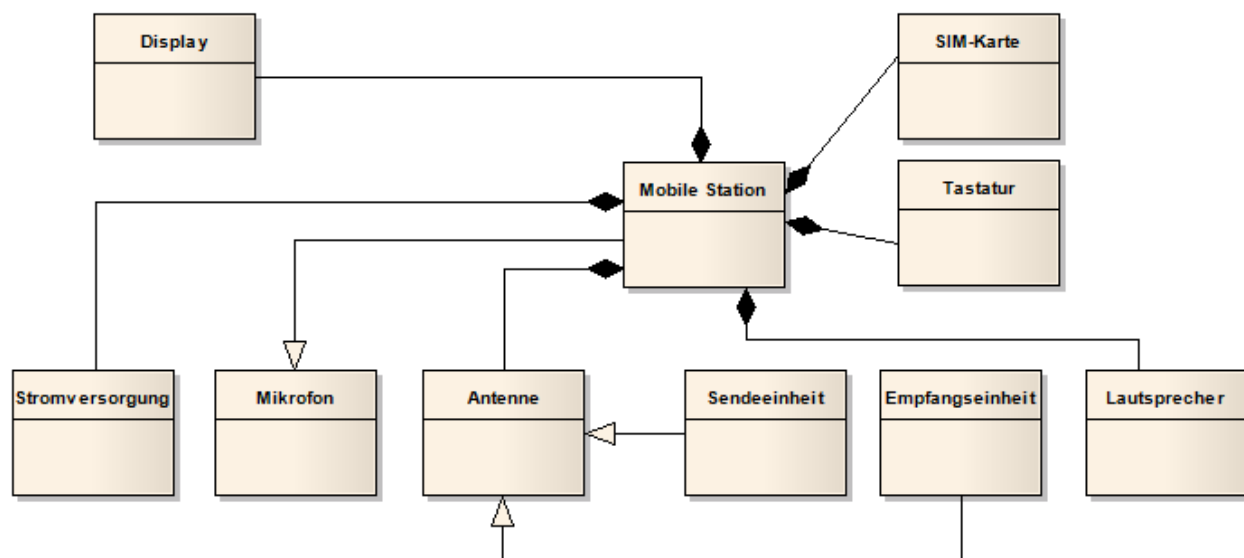 Display
SIM-Karte
Mobile Station
Tastatur
Stromversorgung
Mikrofon
Antenne
Sendeeinheit
Empfangseinheit
Lautsprecher